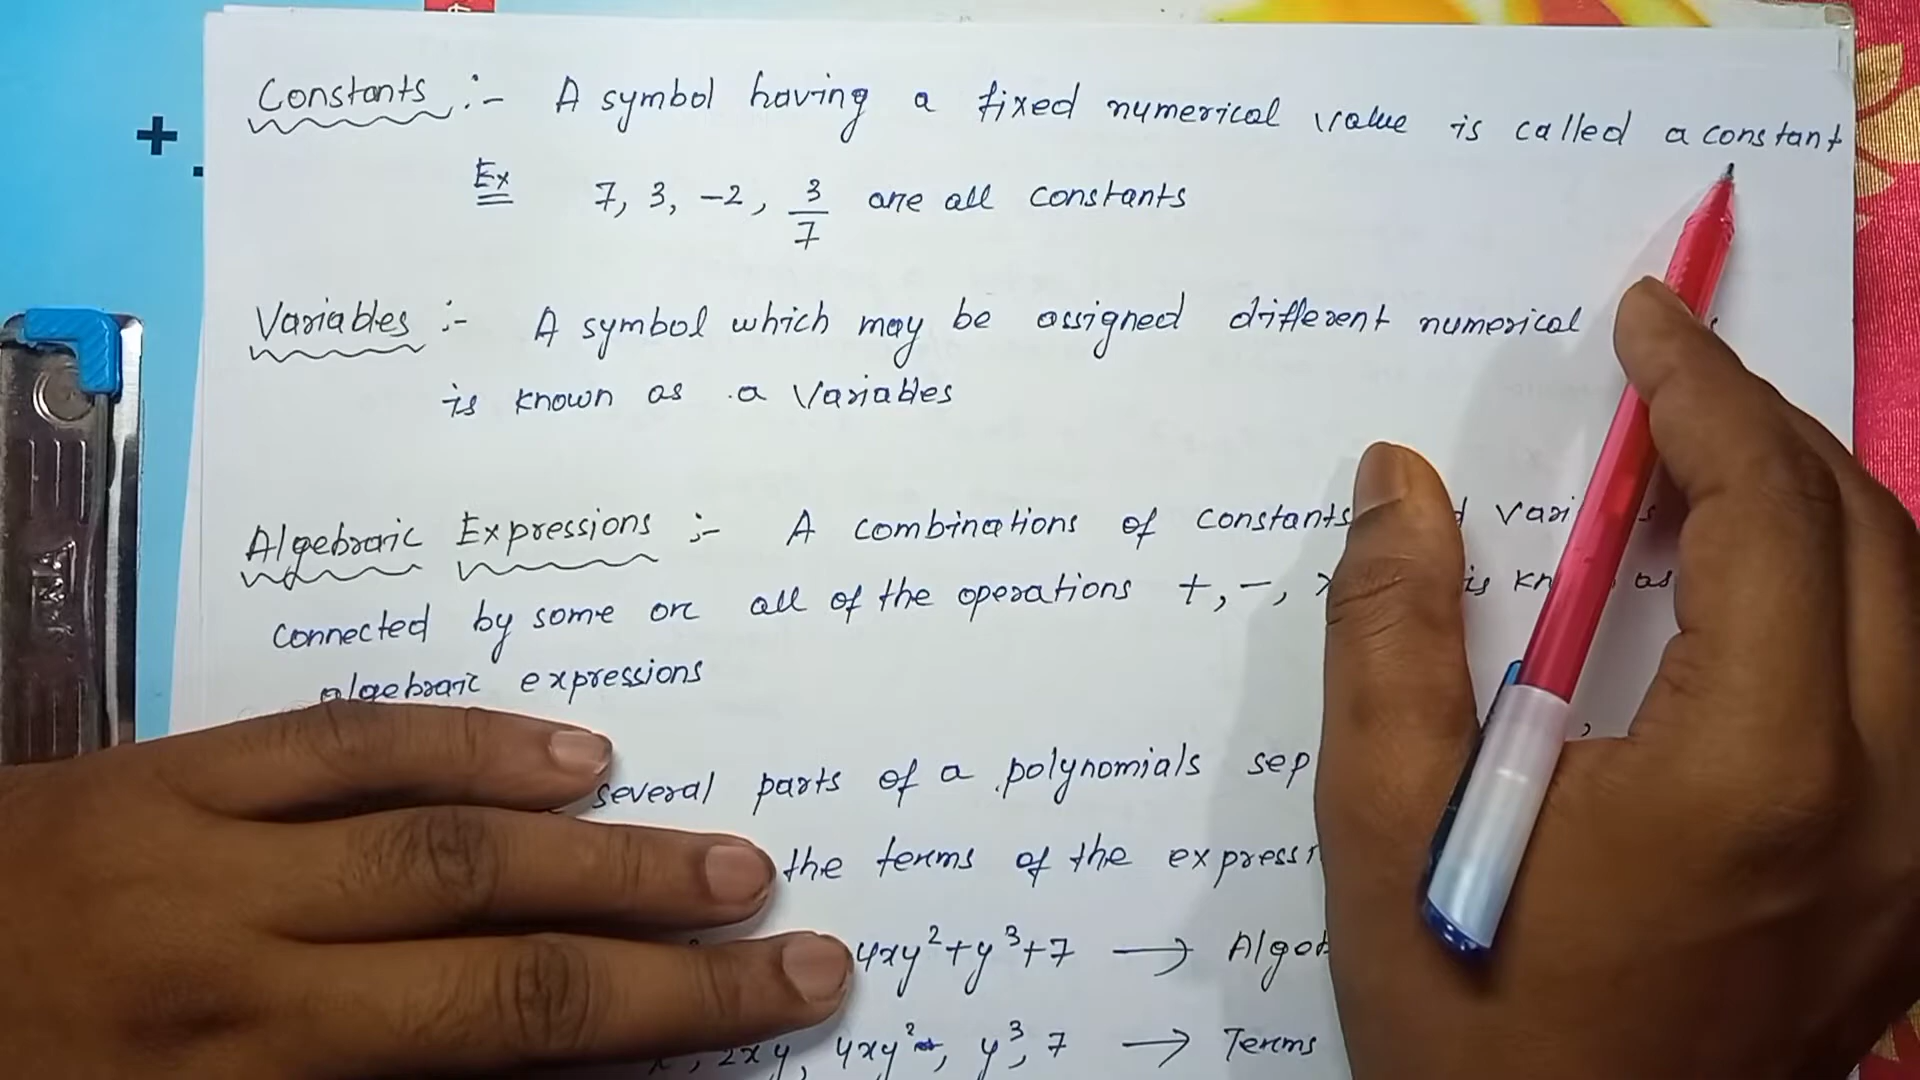 Constants :- A symbol having a fixed numerical value is called a constant
Ex 7, 3, -2, 3/7 are all constants
Variables :- A symbol which may be assigned different numerical
is known as a Variables
Algebraic Expressions :- A combinations of constants
connected by some or all of the operations +, -, is as
algebraic expressions
several parts of a polynomials
the terms of the
4xy²+y³+7 →
2xy, 4xy², y³, 7 → Terms